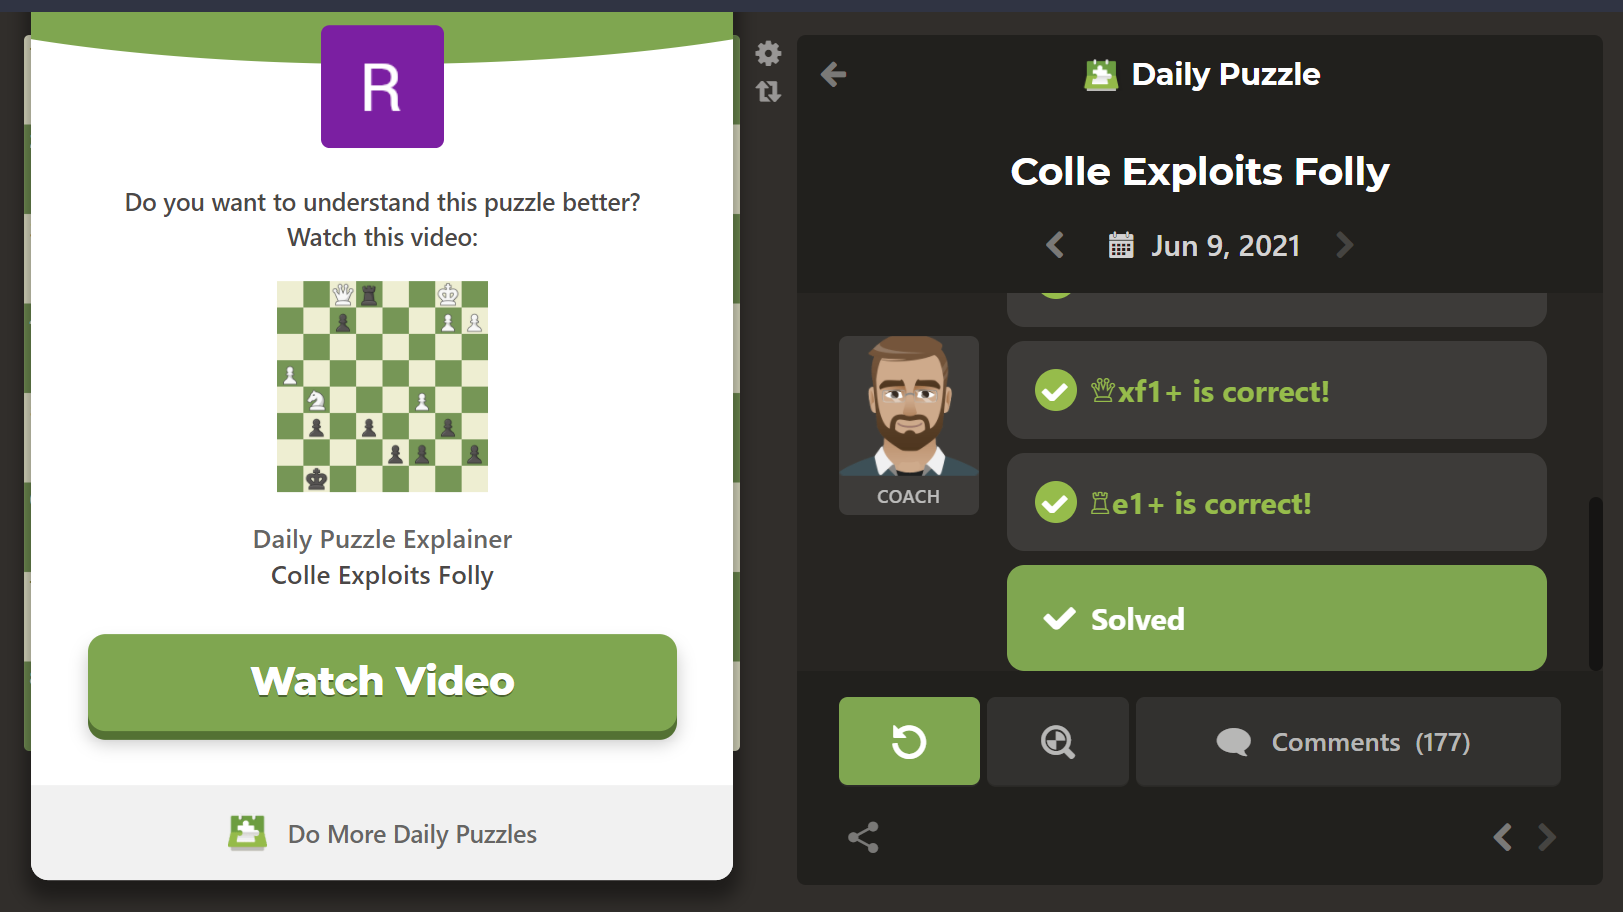 R
Do you want to understand this puzzle better?
Watch this video:
Daily Puzzle Explainer
Colle Exploits Folly
Watch Video
Do More Daily Puzzles
Daily Puzzle
Colle Exploits Folly
Jun 9, 2021
♕xf1+ is correct!
COACH
♖e1+ is correct!
Solved
Comments (177)